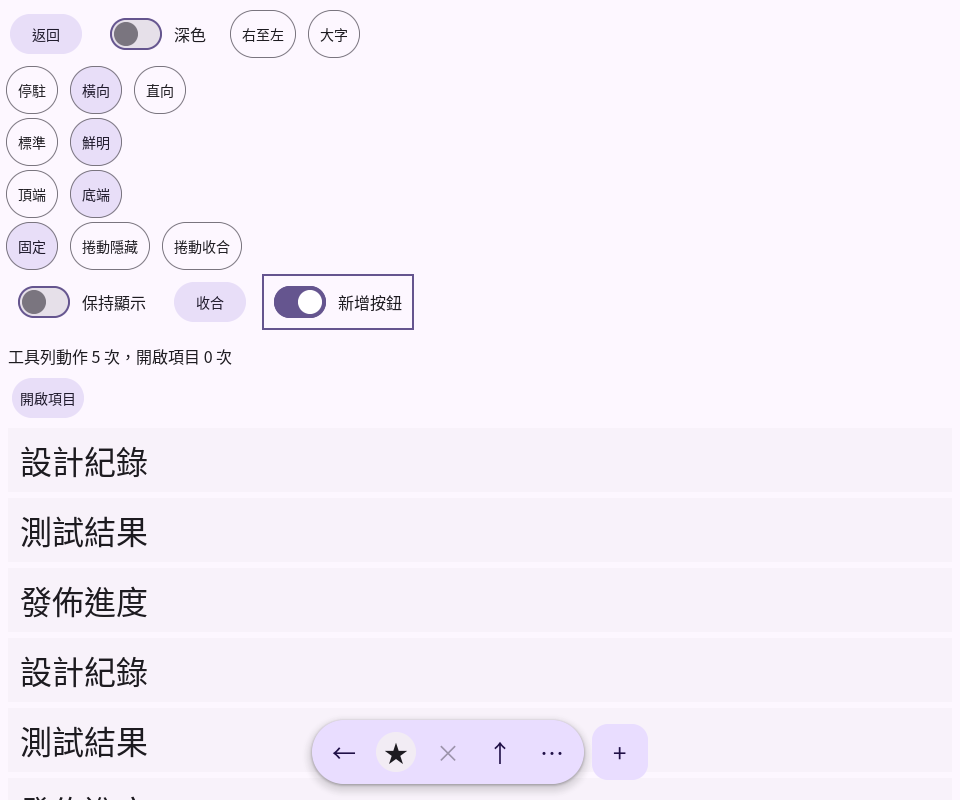 返回 深色 右至左 大字
停駐 橫向 直向
標準 鮮明
頂端 底端
固定 捲動隱藏 捲動收合
保持顯示 收合 新增按鈕
工具列動作 5 次，開啟項目 0 次
開啟項目
設計紀錄
測試結果
發佈進度
設計紀錄
測試結果